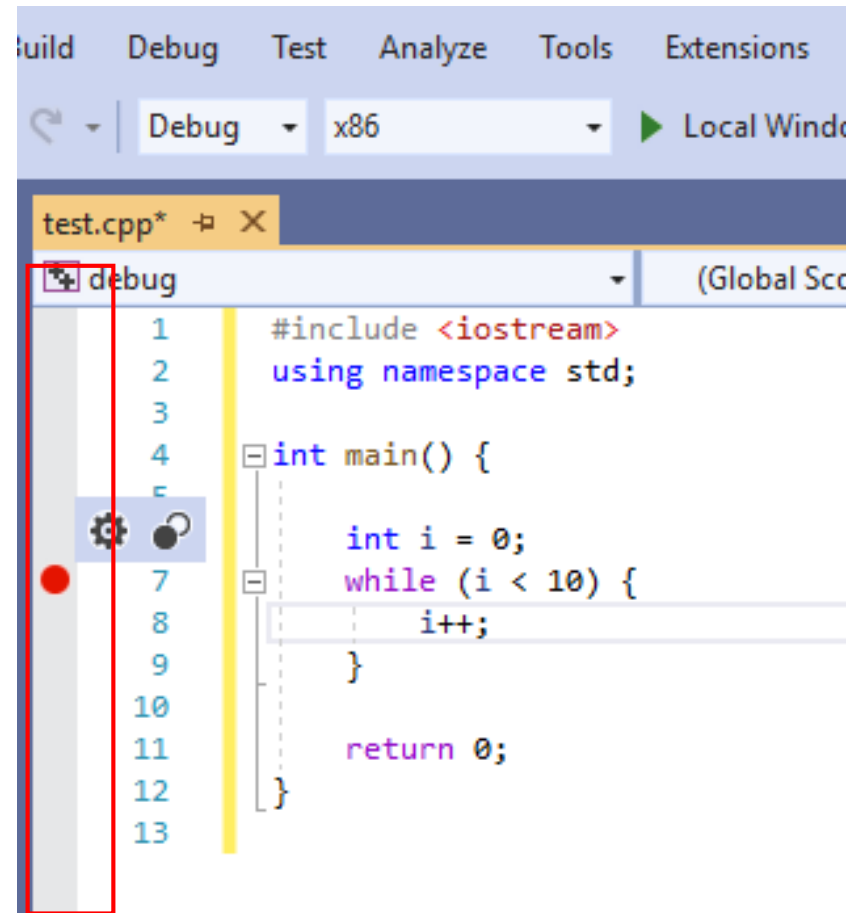 Build Debug Test Analyze Tools Extensions
Debug x86 Local Windo
test.cpp*
debug (Global Sco
1 #include <iostream>
2 using namespace std;
3
4 int main() {
5
int i = 0;
7 while (i < 10) {
8 i++;
9 }
10
11 return 0;
12 }
13